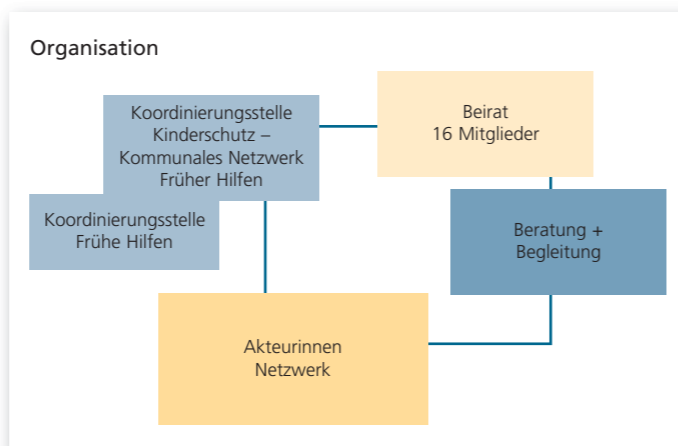 Organisation
Koordinierungsstelle
Kinderschutz –
Kommunales Netzwerk
Früher Hilfen
Beirat
16 Mitglieder
Koordinierungsstelle
Frühe Hilfen
Beratung +
Begleitung
Akteurinnen
Netzwerk